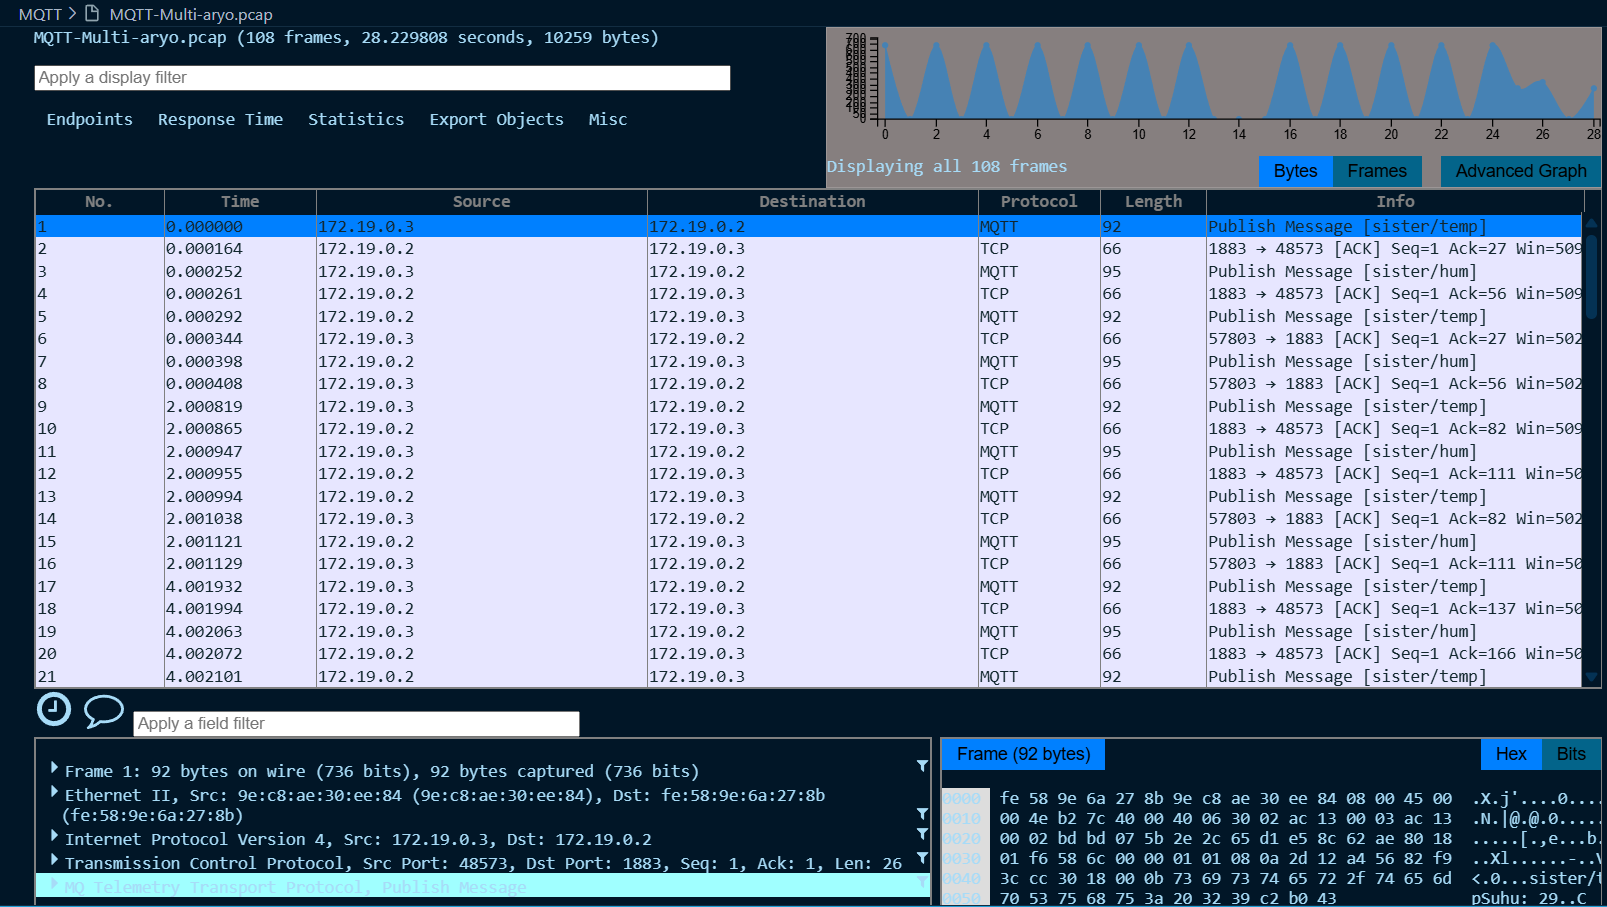 MQTT > MQTT-Multi-aryo.pcap
MQTT-Multi-aryo.pcap (108 frames, 28.229808 seconds, 10259 bytes)
Apply a display filter
Endpoints Response Time Statistics Export Objects Misc
0 2 4 6 8 10 12 14 16 18 20 22 24 26 28
Displaying all 108 frames
Bytes Frames Advanced Graph
No. Time Source Destination Protocol Length Info
1 0.000000 172.19.0.3 172.19.0.2 MQTT 92 Publish Message [sister/temp]
2 0.000164 172.19.0.2 172.19.0.3 TCP 66 1883 → 48573 [ACK] Seq=1 Ack=27 Win=509
3 0.000252 172.19.0.3 172.19.0.2 MQTT 95 Publish Message [sister/hum]
4 0.000261 172.19.0.2 172.19.0.3 TCP 66 1883 → 48573 [ACK] Seq=1 Ack=56 Win=509
5 0.000292 172.19.0.2 172.19.0.3 MQTT 92 Publish Message [sister/temp]
6 0.000344 172.19.0.3 172.19.0.2 TCP 66 57803 → 1883 [ACK] Seq=1 Ack=27 Win=502
7 0.000398 172.19.0.2 172.19.0.3 MQTT 95 Publish Message [sister/hum]
8 0.000408 172.19.0.3 172.19.0.2 TCP 66 57803 → 1883 [ACK] Seq=1 Ack=56 Win=502
9 2.000819 172.19.0.3 172.19.0.2 MQTT 92 Publish Message [sister/temp]
10 2.000865 172.19.0.2 172.19.0.3 TCP 66 1883 → 48573 [ACK] Seq=1 Ack=82 Win=509
11 2.000947 172.19.0.3 172.19.0.2 MQTT 95 Publish Message [sister/hum]
12 2.000955 172.19.0.2 172.19.0.3 TCP 66 1883 → 48573 [ACK] Seq=1 Ack=111 Win=50
13 2.000994 172.19.0.2 172.19.0.3 MQTT 92 Publish Message [sister/temp]
14 2.001038 172.19.0.3 172.19.0.2 TCP 66 57803 → 1883 [ACK] Seq=1 Ack=82 Win=502
15 2.001121 172.19.0.2 172.19.0.3 MQTT 95 Publish Message [sister/hum]
16 2.001129 172.19.0.3 172.19.0.2 TCP 66 57803 → 1883 [ACK] Seq=1 Ack=111 Win=50
17 4.001932 172.19.0.3 172.19.0.2 MQTT 92 Publish Message [sister/temp]
18 4.001994 172.19.0.2 172.19.0.3 TCP 66 1883 → 48573 [ACK] Seq=1 Ack=137 Win=50
19 4.002063 172.19.0.3 172.19.0.2 MQTT 95 Publish Message [sister/hum]
20 4.002072 172.19.0.2 172.19.0.3 TCP 66 1883 → 48573 [ACK] Seq=1 Ack=166 Win=50
21 4.002101 172.19.0.2 172.19.0.3 MQTT 92 Publish Message [sister/temp]
Apply a field filter
Frame 1: 92 bytes on wire (736 bits), 92 bytes captured (736 bits)
Ethernet II, Src: 9e:c8:ae:30:ee:84 (9e:c8:ae:30:ee:84), Dst: fe:58:9e:6a:27:8b
(fe:58:9e:6a:27:8b)
Internet Protocol Version 4, Src: 172.19.0.3, Dst: 172.19.0.2
Transmission Control Protocol, Src Port: 48573, Dst Port: 1883, Seq: 1, Ack: 1, Len: 26
MQ Telemetry Transport Protocol, Publish Message
Frame (92 bytes) Hex Bits
0000 fe 58 9e 6a 27 8b 9e c8 ae 30 ee 84 08 00 45 00 .X.j'....0....
0010 00 4e b2 7c 40 00 40 06 30 02 ac 13 00 03 ac 13 .N.|@.@.0.....
0020 00 02 bd bd 07 5b 2e 2c 65 d1 e5 8c 62 ae 80 18 .....[.,e...b.
0030 01 f6 58 6c 00 00 01 01 08 0a 2d 12 a4 56 82 f9 ..Xl......-..V
0040 3c cc 30 18 00 0b 73 69 73 74 65 72 2f 74 65 6d <.0...sister/t
0050 70 53 75 68 75 3a 20 32 39 c2 b0 43 pSuhu: 29..C